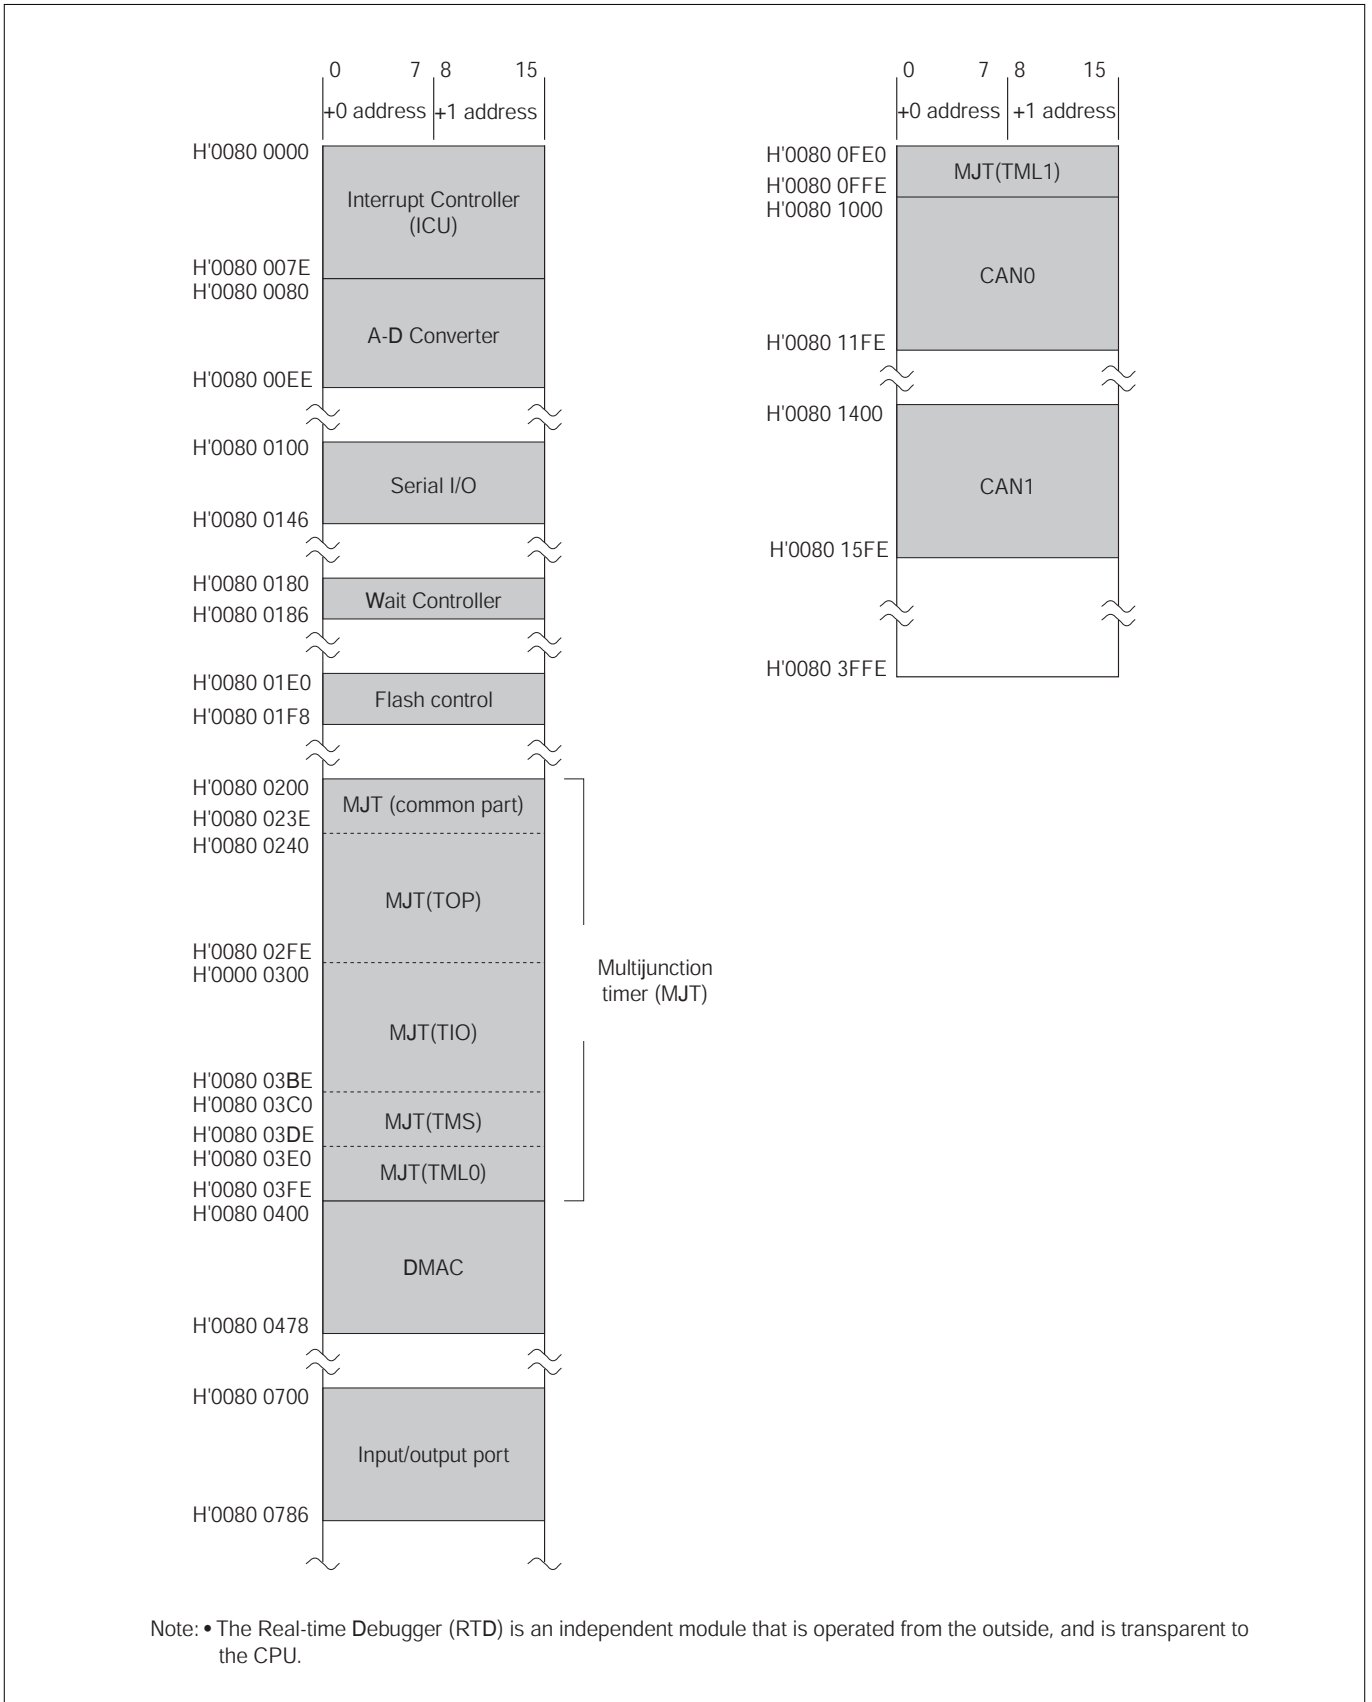 0 7 8 15
+0 address +1 address
H'0080 0000
Interrupt Controller
(ICU)
H'0080 007E
H'0080 0080
A-D Converter
H'0080 00EE
H'0080 0100
Serial I/O
H'0080 0146
H'0080 0180
Wait Controller
H'0080 0186
H'0080 01E0
Flash control
H'0080 01F8
H'0080 0200
MJT (common part)
H'0080 023E
H'0080 0240
MJT(TOP)
H'0080 02FE
H'0000 0300
MJT(TIO)
H'0080 03BE
H'0080 03C0
MJT(TMS)
H'0080 03DE
H'0080 03E0
MJT(TML0)
H'0080 03FE
H'0080 0400
DMAC
H'0080 0478
H'0080 0700
Input/output port
H'0080 0786
Multijunction
timer (MJT)
0 7 8 15
+0 address +1 address
H'0080 0FE0
MJT(TML1)
H'0080 0FFE
H'0080 1000
CAN0
H'0080 11FE
H'0080 1400
CAN1
H'0080 15FE
H'0080 3FFE
Note: • The Real-time Debugger (RTD) is an independent module that is operated from the outside, and is transparent to
the CPU.